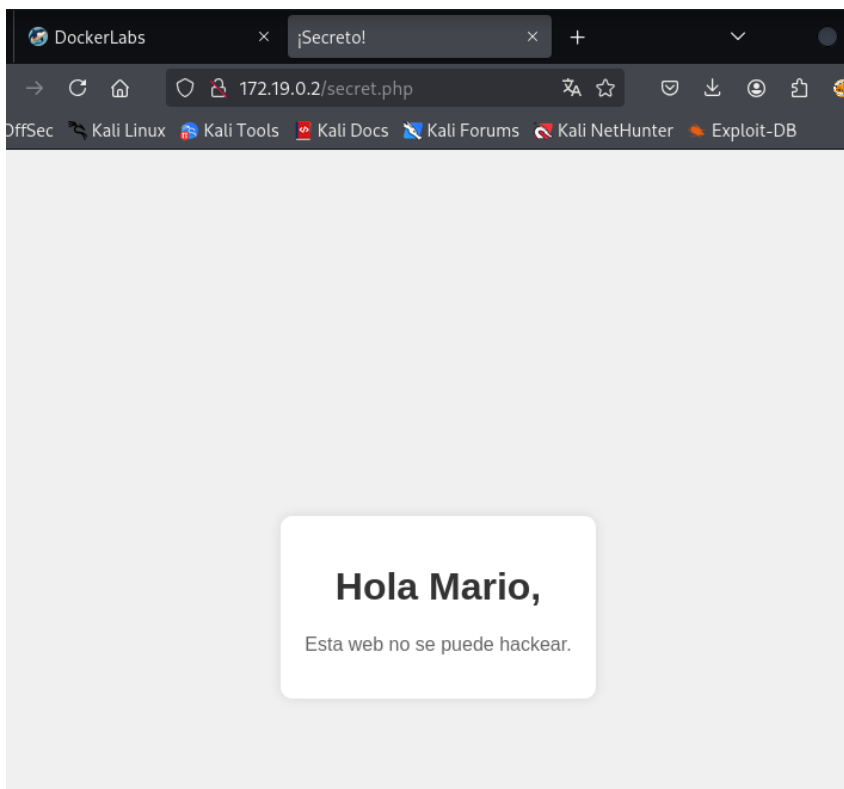 DockerLabs
¡Secreto!
172.19.0.2/secret.php
OffSec Kali Linux Kali Tools Kali Docs Kali Forums Kali NetHunter Exploit-DB
Hola Mario,
Esta web no se puede hackear.